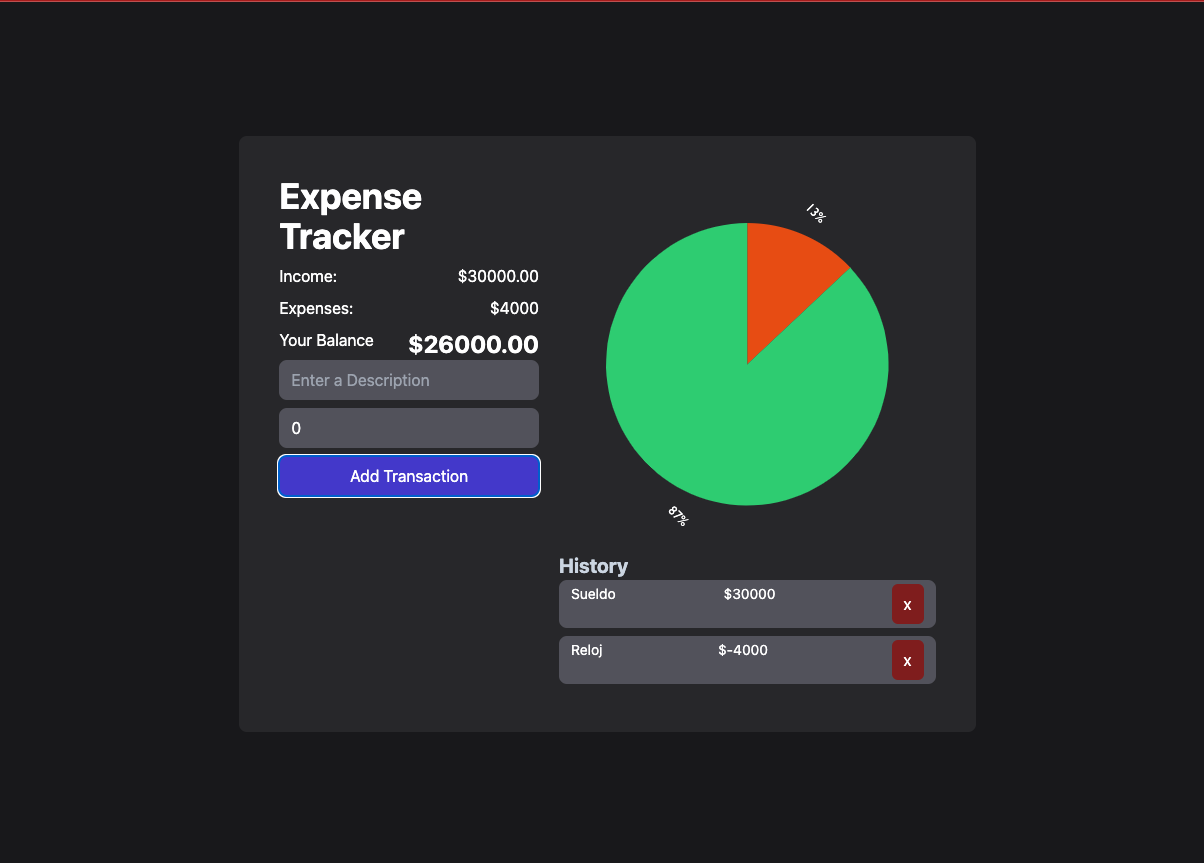 Expense
Tracker
Income: $30000.00
Expenses: $4000
Your Balance $26000.00
Enter a Description
0
Add Transaction
13%
87%
History
Sueldo $30000 X
Reloj $-4000 X